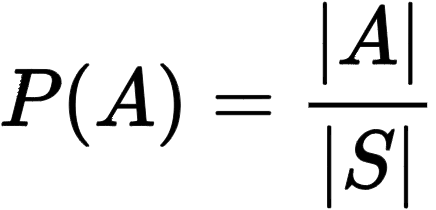 P(A) = |A| / |S|